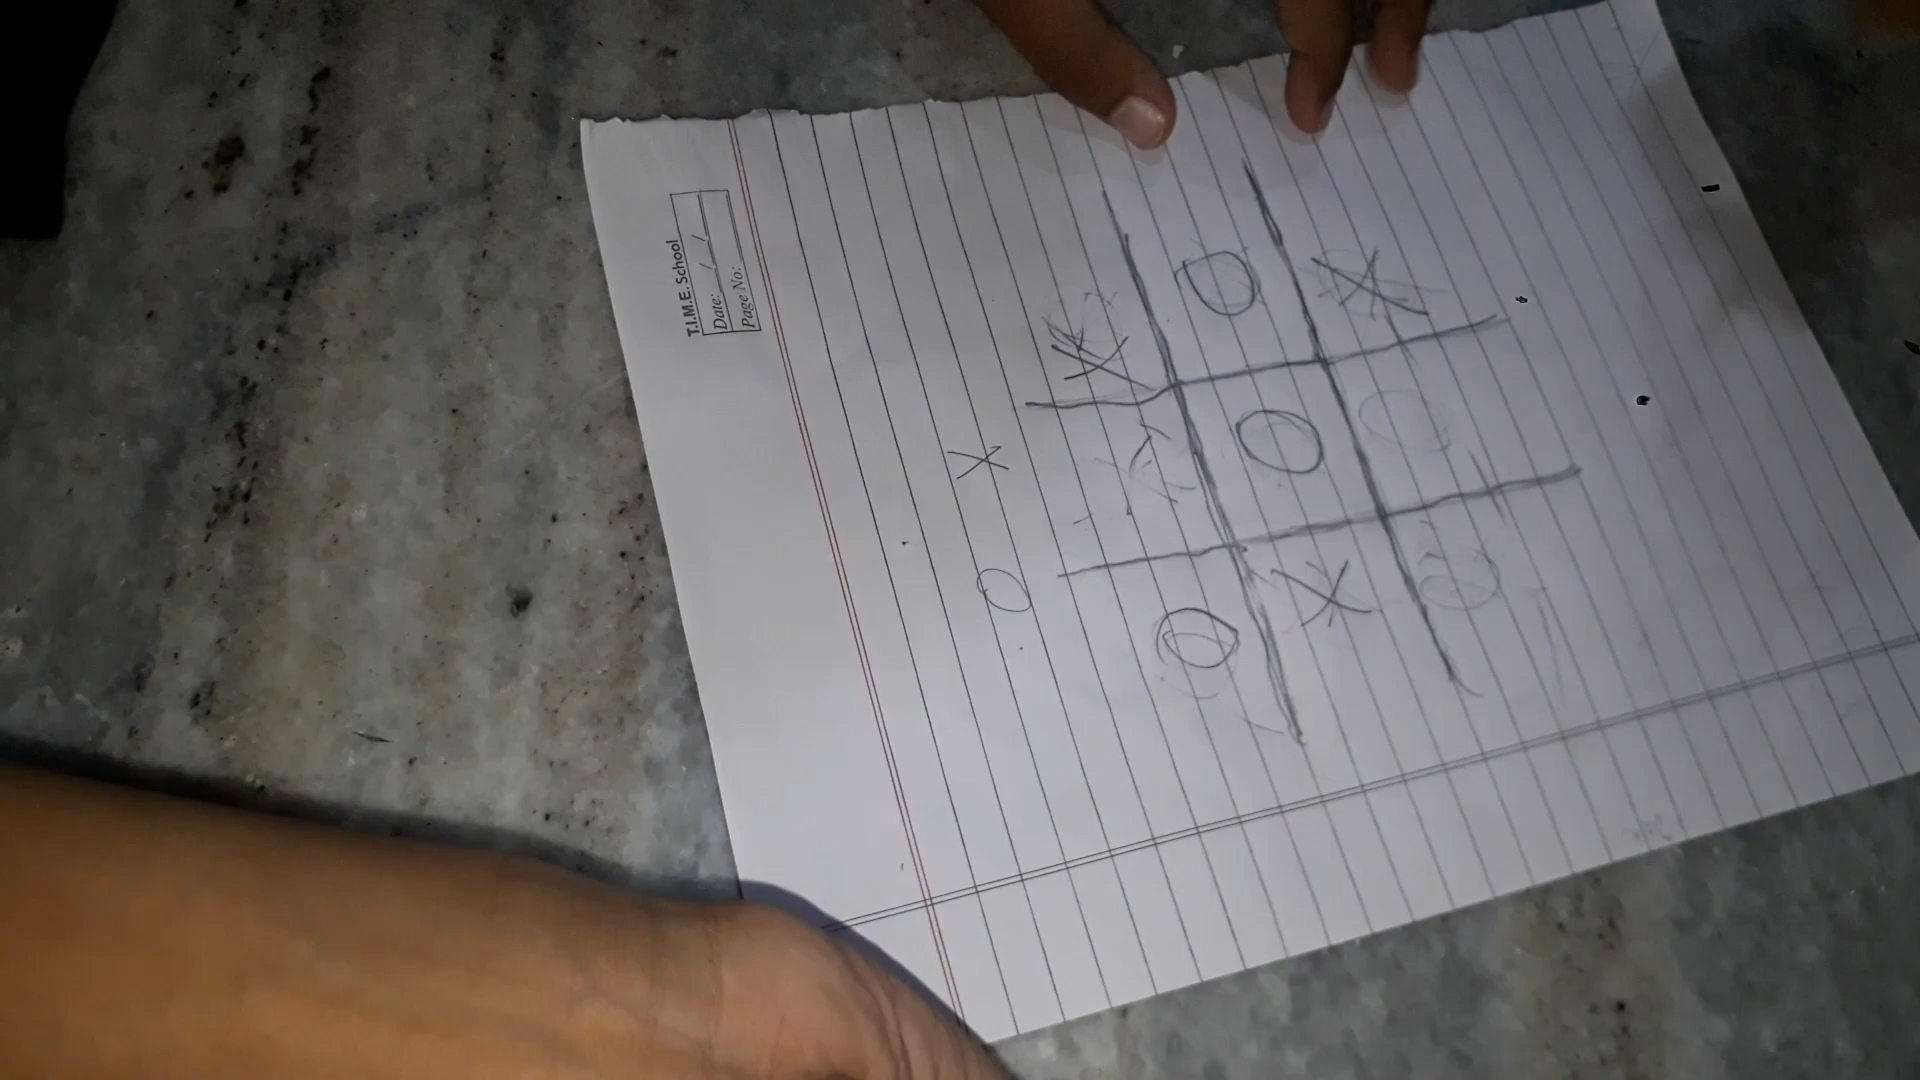 T.I.M.E. School
Date: / /
Page No:
X O
X O
O O X
X